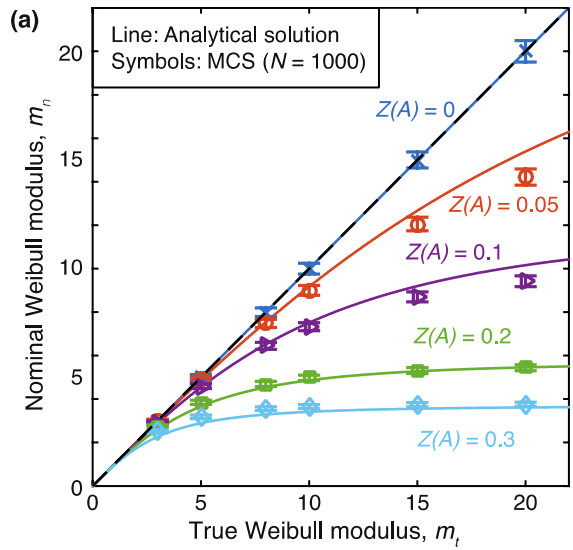 (a)
Line: Analytical solution
Symbols: MCS (N = 1000)
Nominal Weibull modulus, mₙ
20
15
10
5
0
Z(A) = 0
Z(A) = 0.05
Z(A) = 0.1
Z(A) = 0.2
Z(A) = 0.3
0
5
10
15
20
True Weibull modulus, mₜ